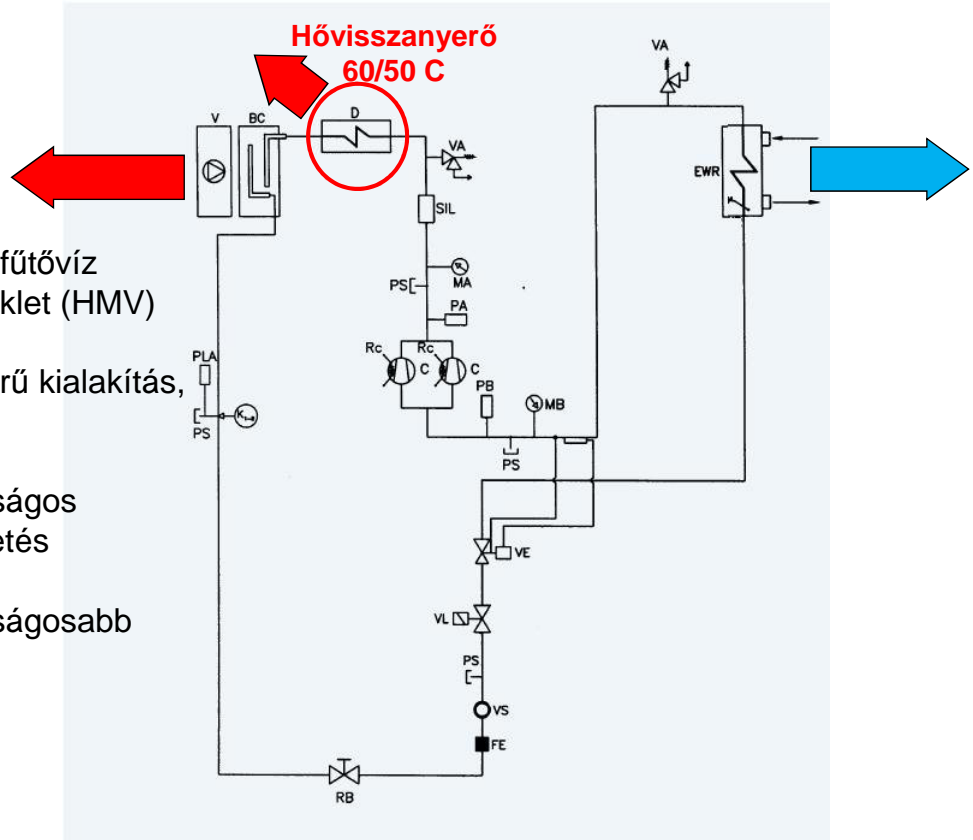 Hővisszanyerő
60/50 C
VA
V
BC
D
VA
EWR
SIL
fűtővíz
klet (HMV)
MA
PS
PA
PLA
Rc
Rc
C
C
rű kialakítás,
PB
MB
PS
PS
ságos
etés
VE
ságosabb
VL
PS
VS
FE
RB